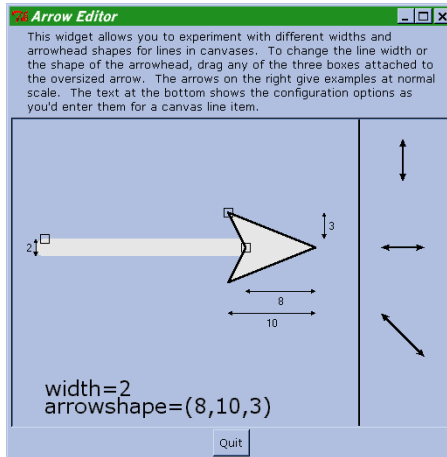 Arrow Editor
This widget allows you to experiment with different widths and
arrowhead shapes for lines in canvases. To change the line width or
the shape of the arrowhead, drag any of the three boxes attached to
the oversized arrow. The arrows on the right give examples at normal
scale. The text at the bottom shows the configuration options as
you'd enter them for a canvas line item.
3
2
8
10
width=2
arrowshape=(8,10,3)
Quit